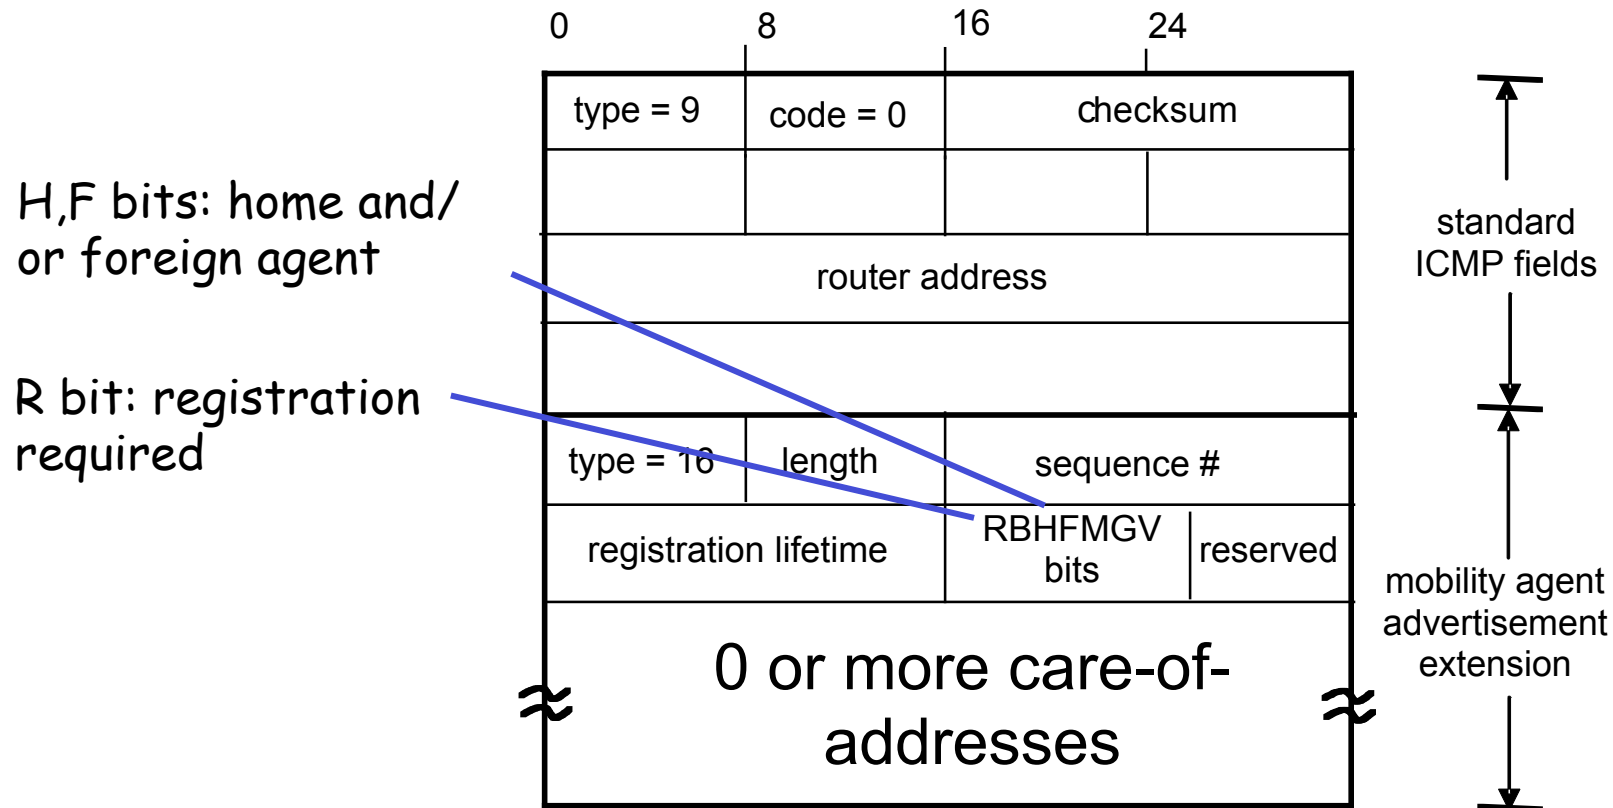 0 8 16 24
type = 9 code = 0 checksum
H,F bits: home and/
or foreign agent
standard
ICMP fields
router address
R bit: registration
required
type = 16 length sequence #
registration lifetime RBHFMGV
bits reserved
mobility agent
advertisement
extension
0 or more care-of-
addresses